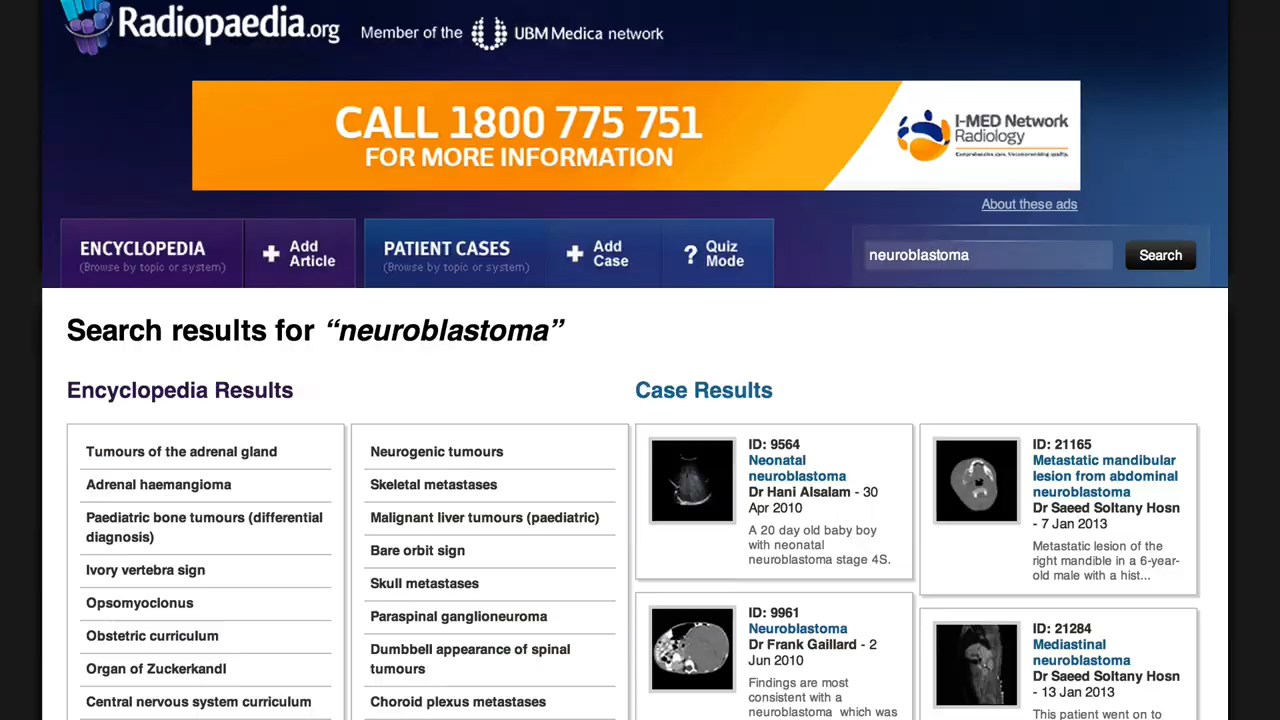 Radiopaedia.org
Member of the UBM Medica network
CALL 1800 775 751
FOR MORE INFORMATION
I-MED Network
Radiology
Comprehensive care. Uncompromising quality.
About these ads
ENCYCLOPEDIA
(Browse by topic or system)
Add
Article
PATIENT CASES
(Browse by topic or system)
Add
Case
? Quiz
Mode
neuroblastoma
Search
Search results for “neuroblastoma”
Encyclopedia Results
Tumours of the adrenal gland
Adrenal haemangioma
Paediatric bone tumours (differential
diagnosis)
Ivory vertebra sign
Opsomyoclonus
Obstetric curriculum
Organ of Zuckerkandl
Central nervous system curriculum
Neurogenic tumours
Skeletal metastases
Malignant liver tumours (paediatric)
Bare orbit sign
Skull metastases
Paraspinal ganglioneuroma
Dumbbell appearance of spinal
tumours
Choroid plexus metastases
Case Results
ID: 9564
Neonatal
neuroblastoma
Dr Hani Alsalam - 30
Apr 2010
A 20 day old baby boy
with neonatal
neuroblastoma stage 4S.
ID: 9961
Neuroblastoma
Dr Frank Gaillard - 2
Jun 2010
Findings are most
consistent with a
neuroblastoma which was
ID: 21165
Metastatic mandibular
lesion from abdominal
neuroblastoma
Dr Saeed Soltany Hosn
- 7 Jan 2013
Metastatic lesion of the
right mandible in a 6-year-
old male with a hist...
ID: 21284
Mediastinal
neuroblastoma
Dr Saeed Soltany Hosn
- 13 Jan 2013
This patient went on to